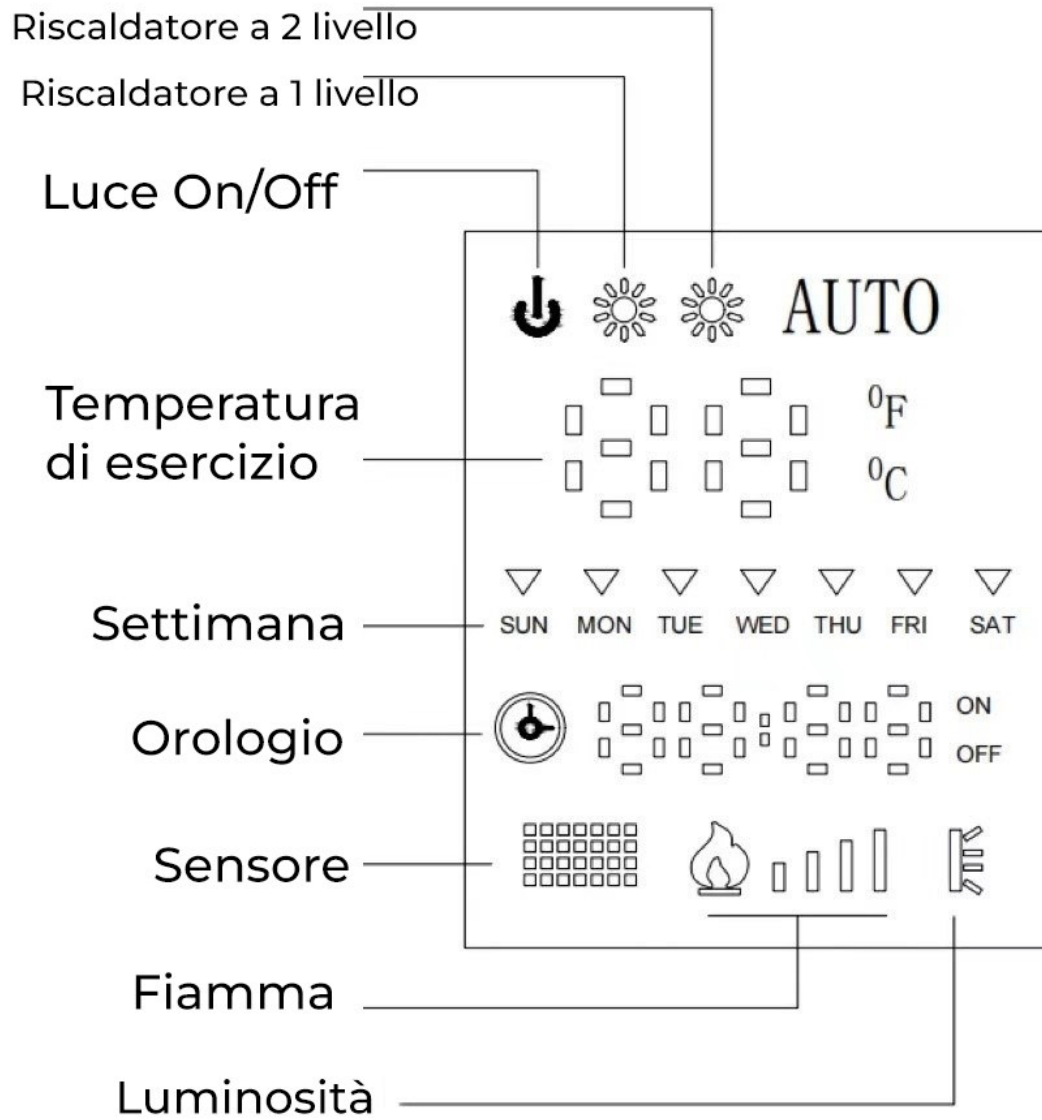 Riscaldatore a 2 livello
Riscaldatore a 1 livello
Luce On/Off
AUTO
Temperatura
di esercizio
⁰F
⁰C
Settimana
SUN MON TUE WED THU FRI SAT
Orologio
ON
OFF
Sensore
Fiamma
Luminosità